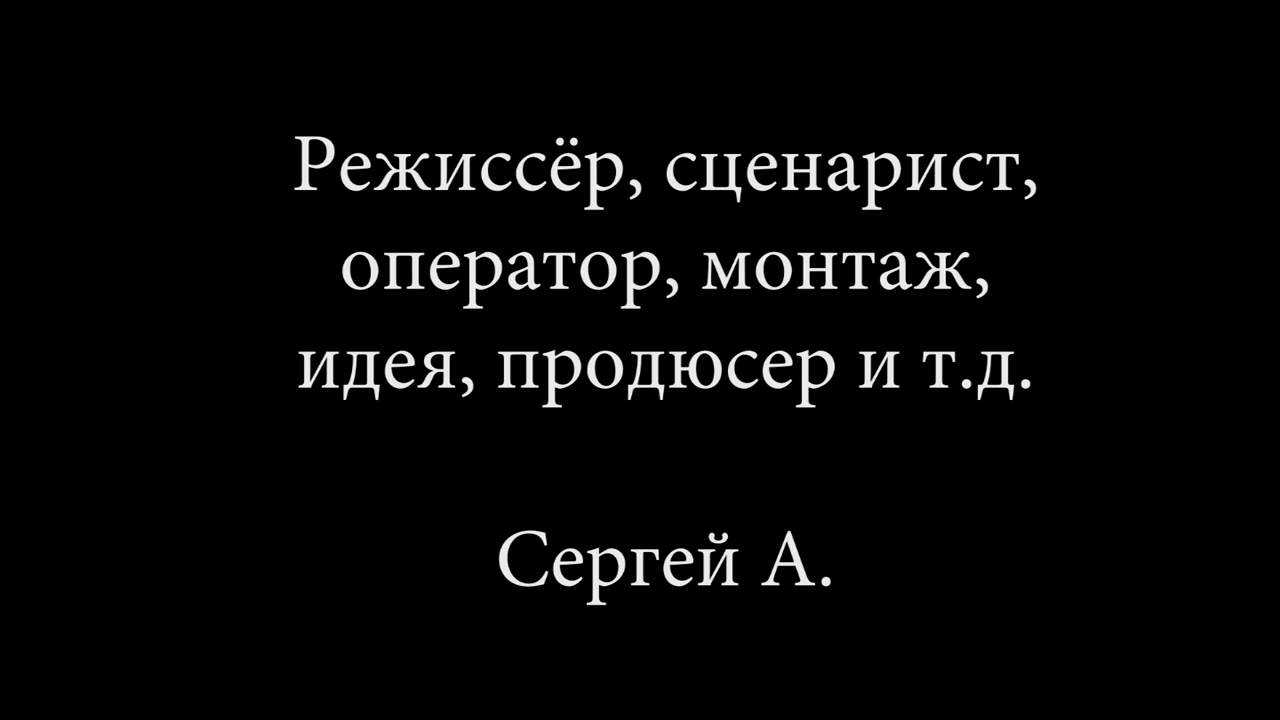 Режиссёр, сценарист,
оператор, монтаж,
идея, продюсер и т.д.
Сергей А.